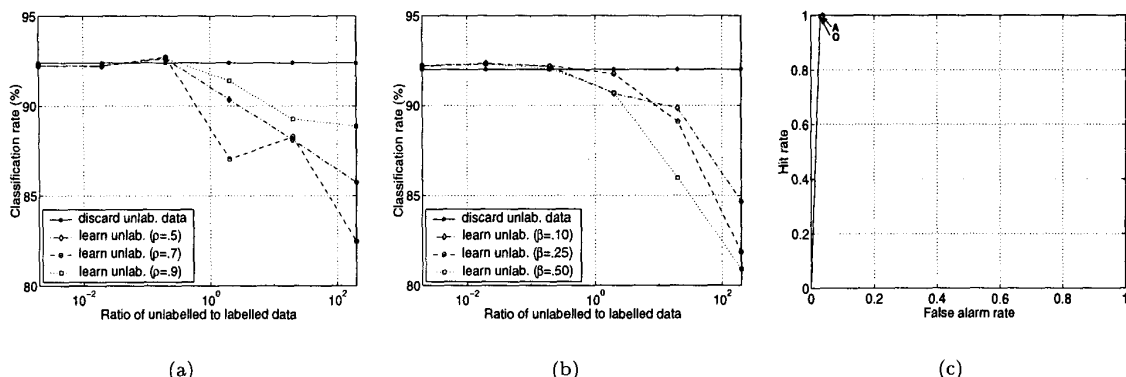 95
90
85
80
Classification rate (%)
discard unlab. data
learn unlab. (ρ=.5)
learn unlab. (ρ=.7)
learn unlab. (ρ=.9)
10⁻² 10⁰ 10²
Ratio of unlabelled to labelled data
(a)
95
90
85
80
Classification rate (%)
discard unlab. data
learn unlab. (β=.10)
learn unlab. (β=.25)
learn unlab. (β=.50)
10⁻² 10⁰ 10²
Ratio of unlabelled to labelled data
(b)
1
0.8
0.6
0.4
0.2
0
Hit rate
A
0 0.2 0.4 0.6 0.8 1
False alarm rate
(c)